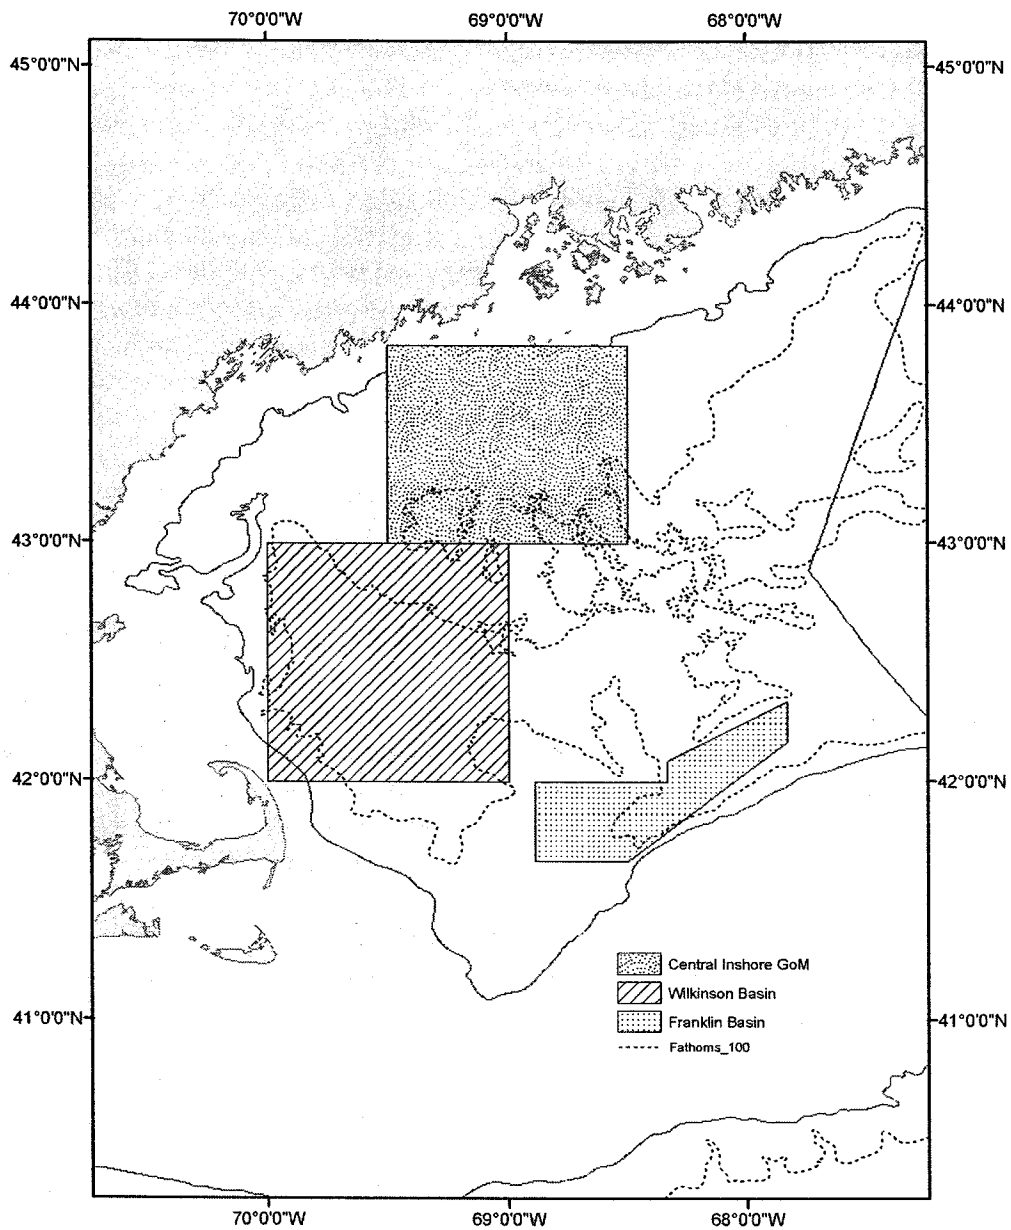 70°0'0"W 69°0'0"W 68°0'0"W
45°0'0"N 45°0'0"N
44°0'0"N 44°0'0"N
43°0'0"N 43°0'0"N
42°0'0"N 42°0'0"N
Central Inshore GoM
Wilkinson Basin
Franklin Basin
Fathoms_100
41°0'0"N 41°0'0"N
70°0'0"W 69°0'0"W 68°0'0"W